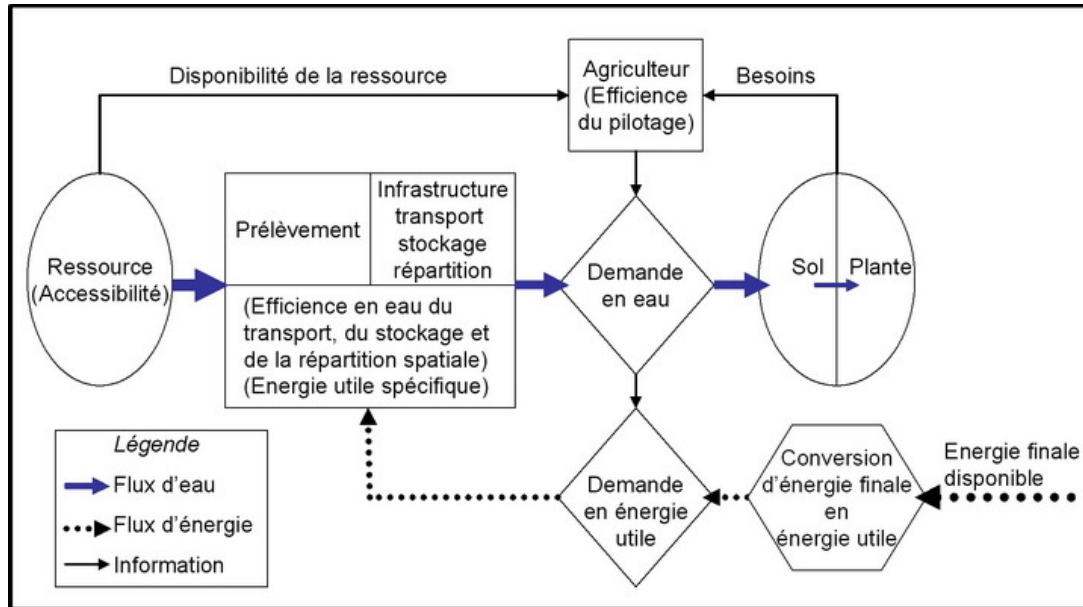 Disponibilité de la ressource
Agriculteur
(Efficience
du pilotage)
Besoins
Ressource
(Accessibilité)
Prélèvement
Infrastructure
transport
stockage
répartition
(Efficience en eau du
transport, du stockage et
de la répartition spatiale)
(Energie utile spécifique)
Demande
en eau
Sol
Plante
Légende
Flux d'eau
Flux d'énergie
Information
Demande
en énergie
utile
Conversion
d'énergie finale
en
énergie utile
Energie finale
disponible